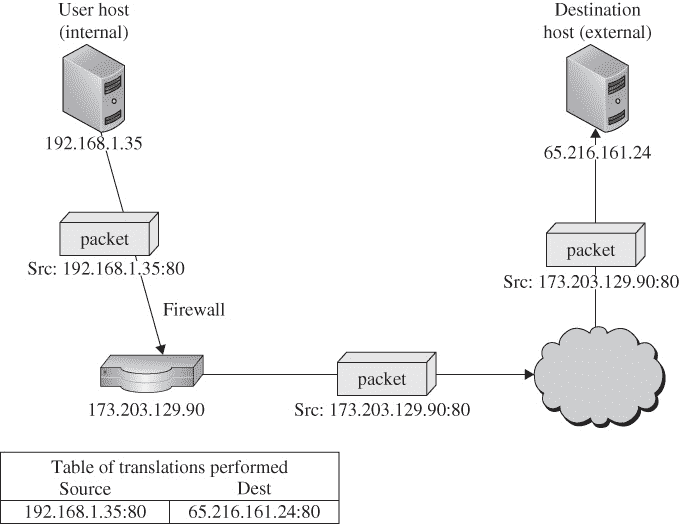 User host
(internal)
Destination
host (external)
192.168.1.35
65.216.161.24
packet
packet
Src: 192.168.1.35:80
Src: 173.203.129.90:80
Firewall
packet
173.203.129.90
Src: 173.203.129.90:80
Table of translations performed
Source Dest
192.168.1.35:80 65.216.161.24:80